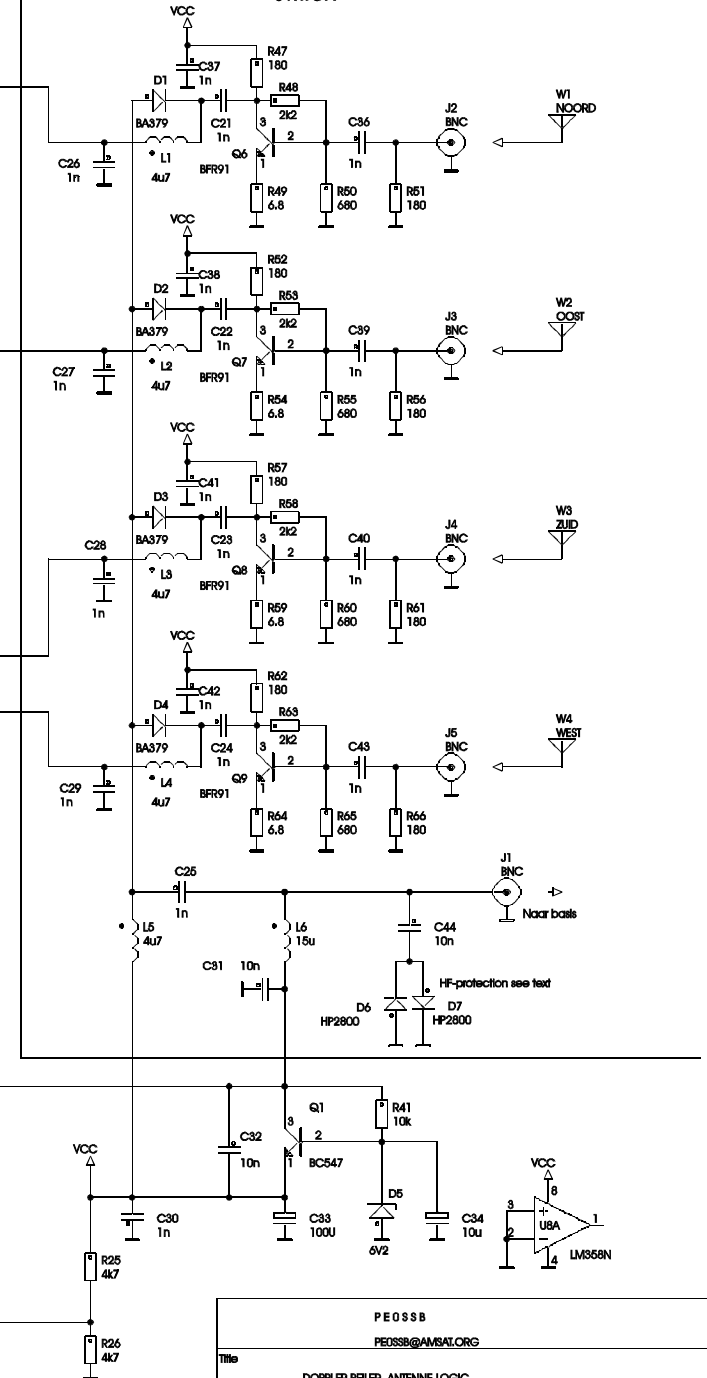 VCC
R47
180
C37
1n
D1
BA379
R48
2k2
C21
1n
3
2
1
Q6
BFR91
C36
1n
J2
BNC
W1
NOORD
C26
1n
L1
4u7
R49
6.8
R50
680
R51
180
VCC
R52
180
C38
1n
D2
BA379
R53
2k2
C22
1n
3
2
1
Q7
BFR91
C39
1n
J3
BNC
W2
OOST
C27
1n
L2
4u7
R54
6.8
R55
680
R56
180
VCC
R57
180
C41
1n
D3
BA379
R58
2k2
C23
1n
3
2
1
Q8
BFR91
C40
1n
J4
BNC
W3
ZUID
C28
1n
L3
4u7
R59
6.8
R60
680
R61
180
VCC
R62
180
C42
1n
D4
BA379
R63
2k2
C24
1n
3
2
1
Q9
BFR91
C43
1n
J5
BNC
W4
WEST
C29
1n
L4
4u7
R64
6.8
R65
680
R66
180
C25
1n
J1
BNC
Naar basis
L5
4u7
L6
15u
C44
10n
C31 10n
HF-protection see text
D6
HP2800
D7
HP2800
Q1
3
2
1
BC547
R41
10k
C32
10n
VCC
D5
6V2
C30
1n
C33
100U
C34
10u
VCC
8
3
+
2
-
U8A
1
4
LM358N
R25
4k7
R26
4k7
PE0SSB
PE0SSB@AMSAT.ORG
Title
DOPPLER PEILER, ANTENNE LOGIC